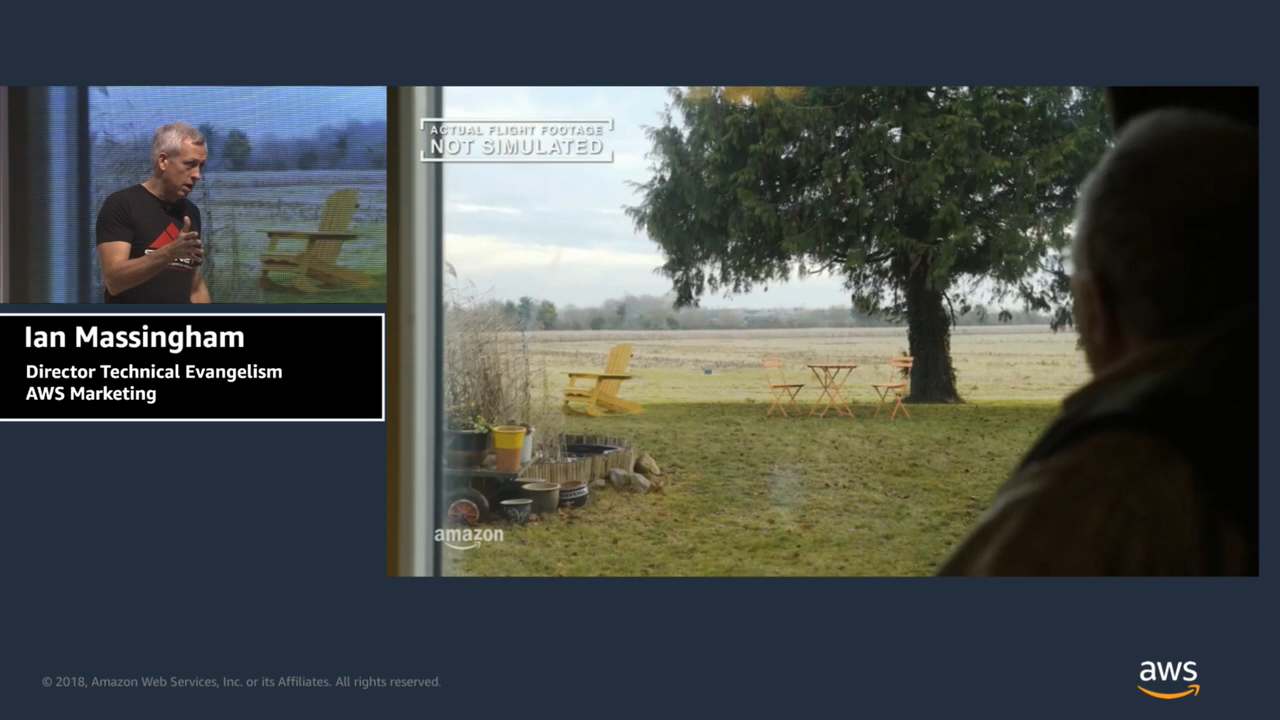 ACTUAL FLIGHT FOOTAGE
NOT SIMULATED
Ian Massingham
Director Technical Evangelism
AWS Marketing
amazon
© 2018, Amazon Web Services, Inc. or its Affiliates. All rights reserved.
aws